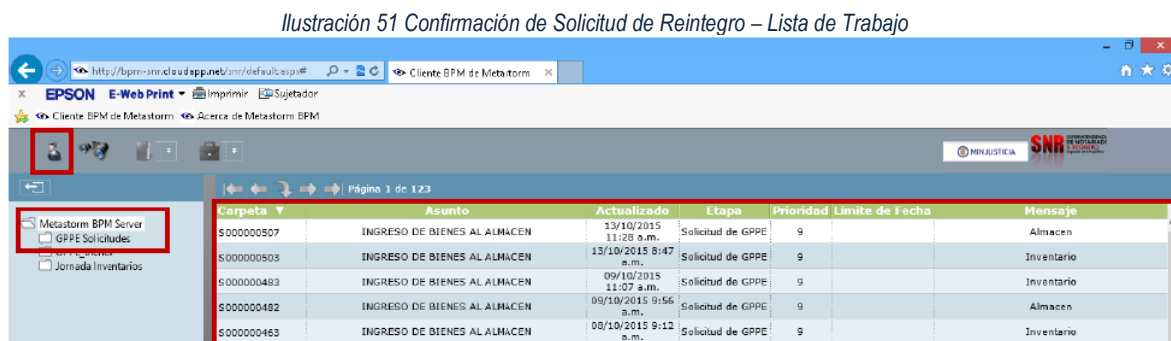 Ilustración 51 Confirmación de Solicitud de Reintegro – Lista de Trabajo
http://bpm-snr.cloudapp.net/snr/default.aspx# Cliente BPM de Metastorm
EPSON E-Web Print Imprimir Sujetador
Cliente BPM de Metastorm Acerca de Metastorm BPM
MINJUSTICIA SNR SUPERINTENDENCIA DE NOTARIADO & REGISTRO
Página 1 de 123
Metastorm BPM Server
GPPE Solicitudes
Jornada Inventarios
Carpeta ▼ Asunto Actualizado Etapa Prioridad Limite de Fecha Mensaje
S000000507 INGRESO DE BIENES AL ALMACEN 13/10/2015 11:28 a.m. Solicitud de GPPE 9 Almacen
S000000503 INGRESO DE BIENES AL ALMACEN 13/10/2015 8:47 a.m. Solicitud de GPPE 9 Inventario
S000000483 INGRESO DE BIENES AL ALMACEN 09/10/2015 11:07 a.m. Solicitud de GPPE 9 Inventario
S000000482 INGRESO DE BIENES AL ALMACEN 09/10/2015 9:56 a.m. Solicitud de GPPE 9 Almacen
S000000463 INGRESO DE BIENES AL ALMACEN 08/10/2015 9:12 a.m. Solicitud de GPPE 9 Inventario